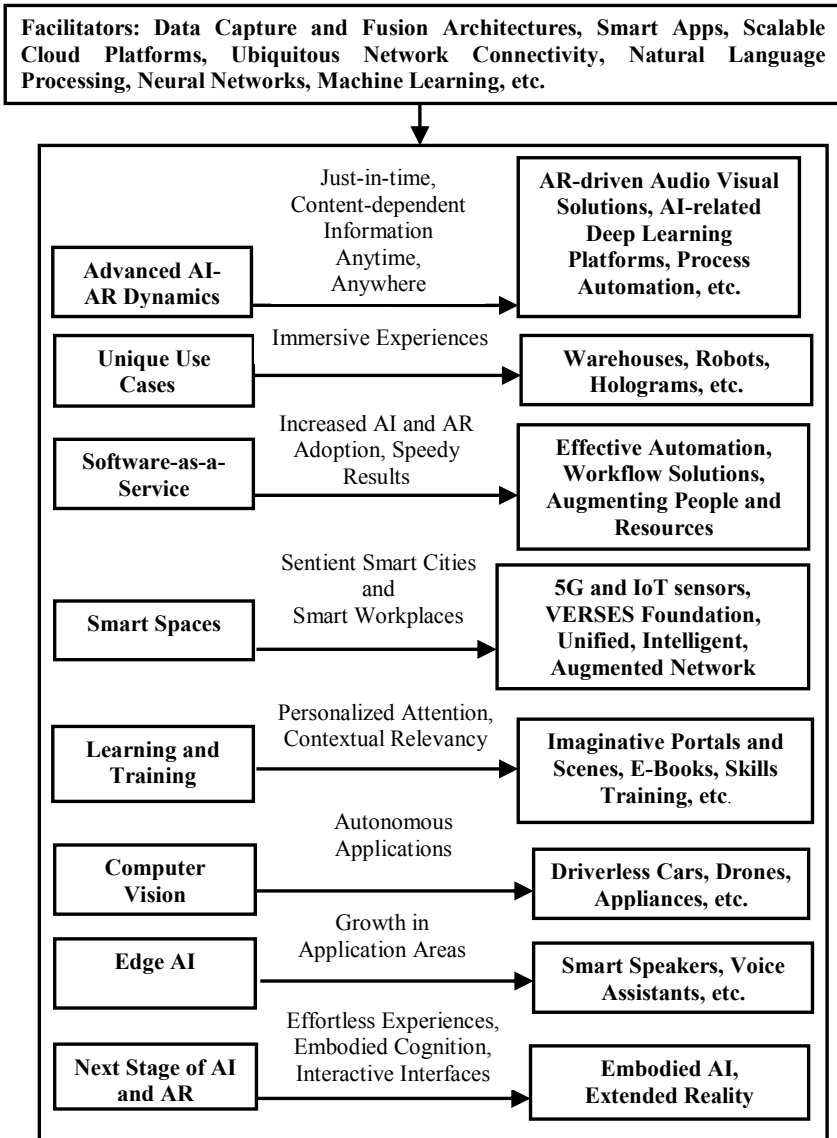 Facilitators: Data Capture and Fusion Architectures, Smart Apps, Scalable
Cloud Platforms, Ubiquitous Network Connectivity, Natural Language
Processing, Neural Networks, Machine Learning, etc.
Advanced AI-
AR Dynamics
Just-in-time,
Content-dependent
Information
Anytime,
Anywhere
AR-driven Audio Visual
Solutions, AI-related
Deep Learning
Platforms, Process
Automation, etc.
Unique Use
Cases
Immersive Experiences
Warehouses, Robots,
Holograms, etc.
Software-as-a-
Service
Increased AI and AR
Adoption, Speedy
Results
Effective Automation,
Workflow Solutions,
Augmenting People and
Resources
Smart Spaces
Sentient Smart Cities
and
Smart Workplaces
5G and IoT sensors,
VERSES Foundation,
Unified, Intelligent,
Augmented Network
Learning and
Training
Personalized Attention,
Contextual Relevancy
Imaginative Portals and
Scenes, E-Books, Skills
Training, etc.
Computer
Vision
Autonomous
Applications
Driverless Cars, Drones,
Appliances, etc.
Edge AI
Growth in
Application Areas
Smart Speakers, Voice
Assistants, etc.
Next Stage of AI
and AR
Effortless Experiences,
Embodied Cognition,
Interactive Interfaces
Embodied AI,
Extended Reality